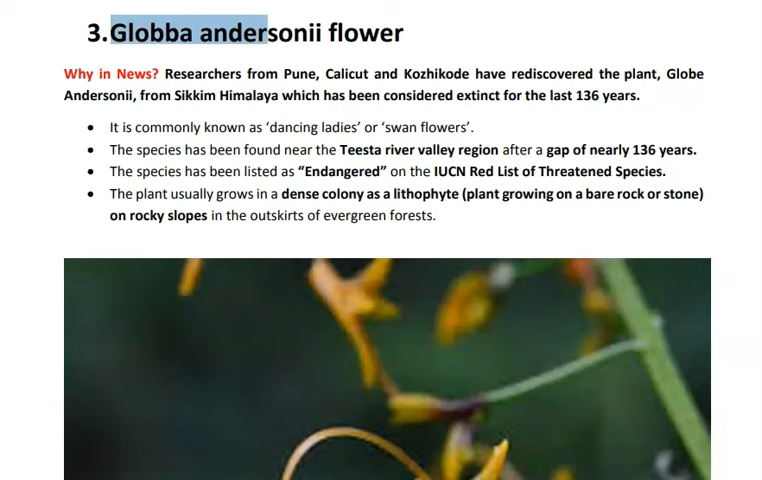 3.Globba andersonii flower
Why in News? Researchers from Pune, Calicut and Kozhikode have rediscovered the plant, Globe
Andersonii, from Sikkim Himalaya which has been considered extinct for the last 136 years.
• It is commonly known as ‘dancing ladies’ or ‘swan flowers’.
• The species has been found near the Teesta river valley region after a gap of nearly 136 years.
• The species has been listed as “Endangered” on the IUCN Red List of Threatened Species.
• The plant usually grows in a dense colony as a lithophyte (plant growing on a bare rock or stone)
on rocky slopes in the outskirts of evergreen forests.